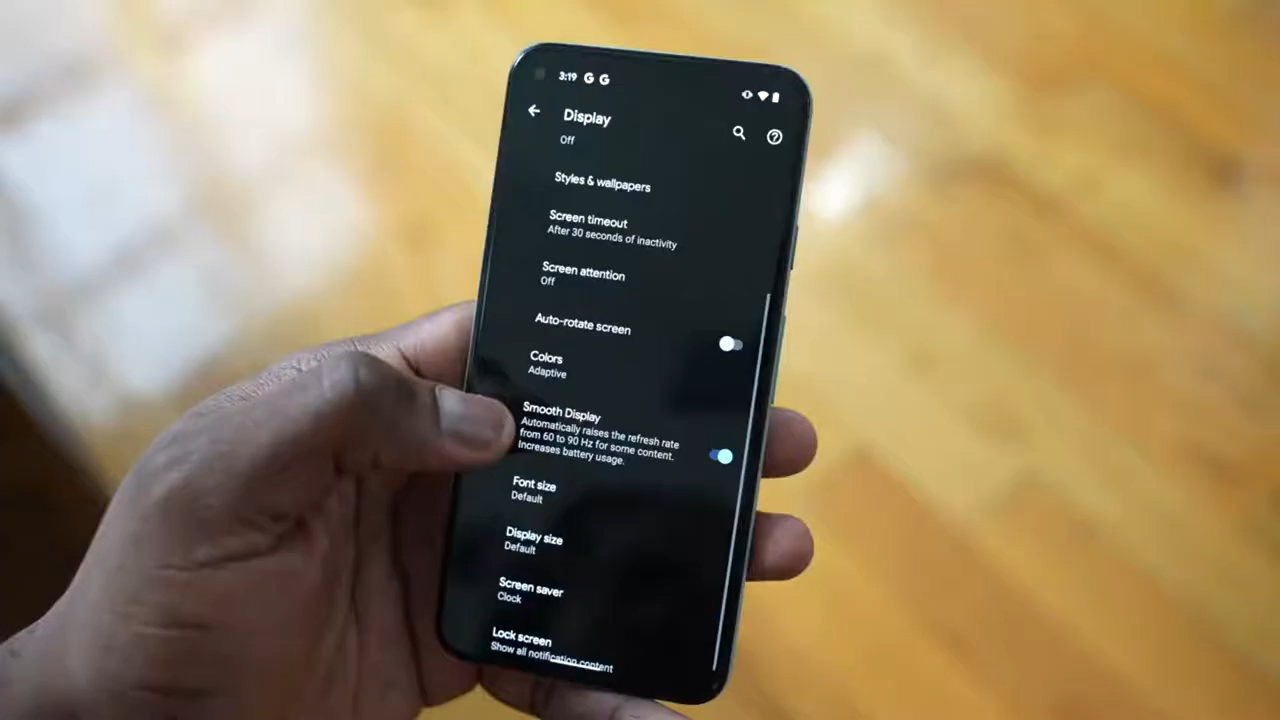 3:19 G G
Display
Off
Styles & wallpapers
Screen timeout
After 30 seconds of inactivity
Screen attention
Off
Auto-rotate screen
Colors
Adaptive
Smooth Display
Automatically raises the refresh rate
from 60 to 90 Hz for some content.
Increases battery usage.
Font size
Default
Display size
Default
Screen saver
Clock
Lock screen
Show all notification content